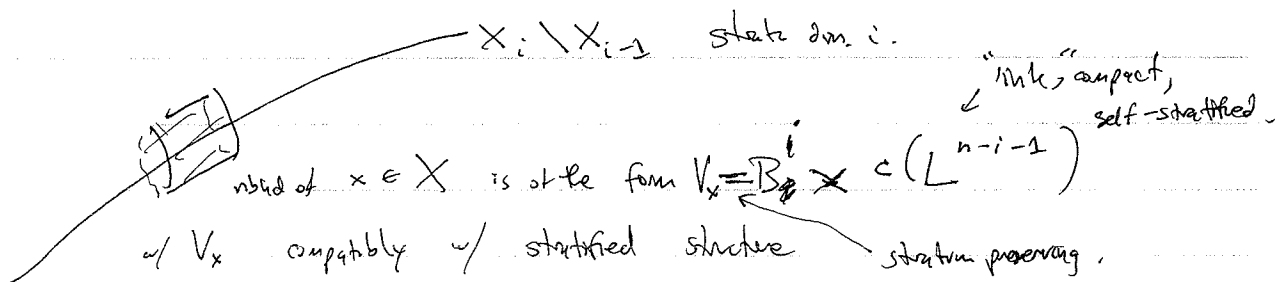 X_i \ X_{i-1} strata dim. i.
"link," compact,
self-stratified.
nbhd of x ∈ X is of the form V_x = B^i × c(L^{n-i-1})
w/ V_x compatibly w/ stratified structure stratum preserving.